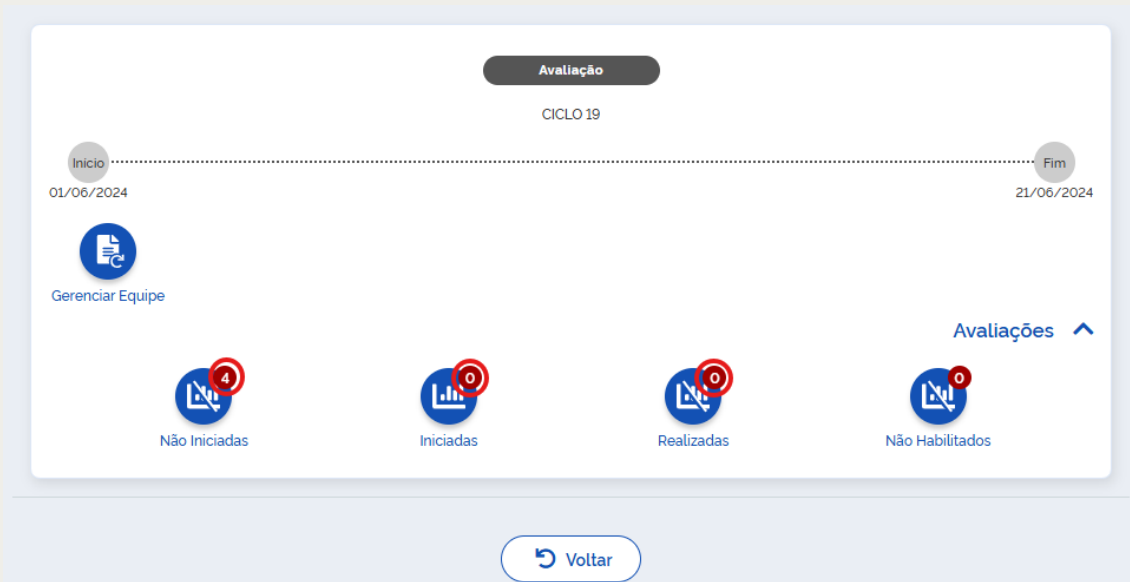 Avaliação
CICLO 19
Início
Fim
01/06/2024
21/06/2024
Gerenciar Equipe
Avaliações
4
0
0
0
Não Iniciadas
Iniciadas
Realizadas
Não Habilitados
Voltar